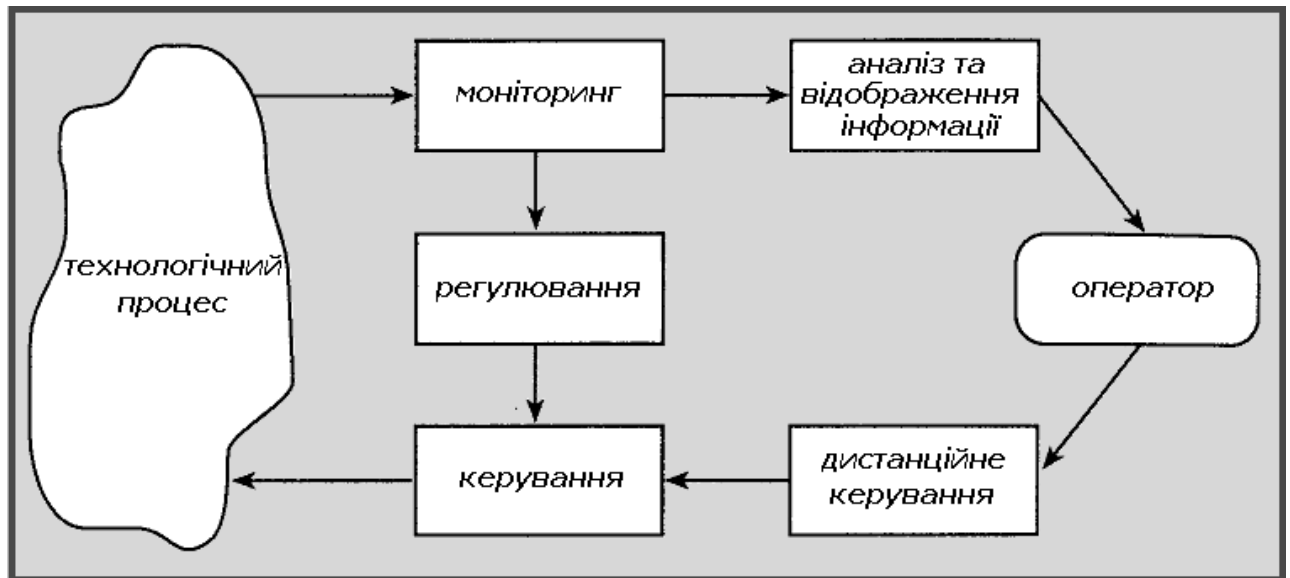 моніторинг
аналіз та
відображення
інформації
технологічний
процес
регулювання
оператор
керування
дистанційне
керування